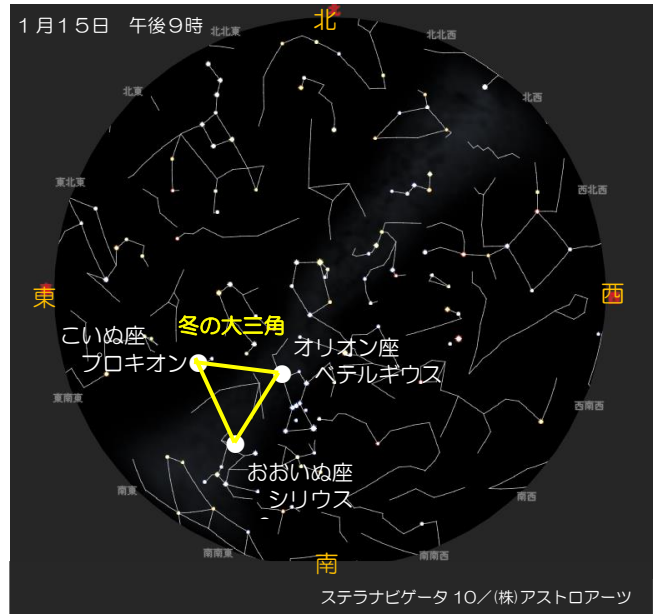 1月15日 午後9時
北
北北東
北北西
北東
北西
東北東
西北西
東
西
冬の大三角
こいぬ座
プロキオン
オリオン座
ベテルギウス
東南東
西南西
おおいぬ座
シリウス
南東
南西
南南東
南南西
南
ステラナビゲータ 10/(株)アストロアーツ